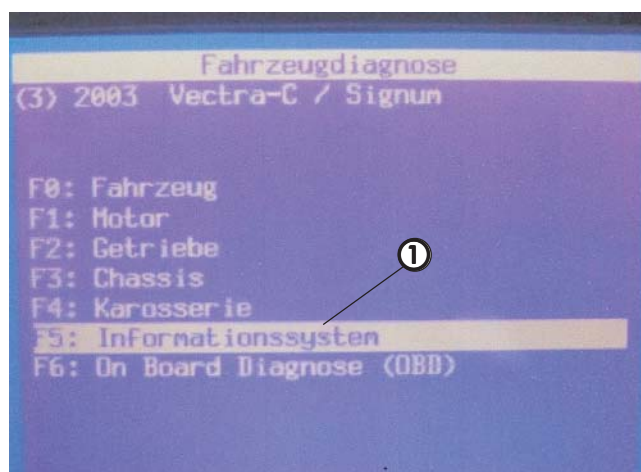 Fahrzeugdiagnose
(3) 2003 Vectra-C / Signum
F0: Fahrzeug
F1: Motor
F2: Getriebe
F3: Chassis
1
F4: Karosserie
F5: Informationssystem
F6: On Board Diagnose (OBD)